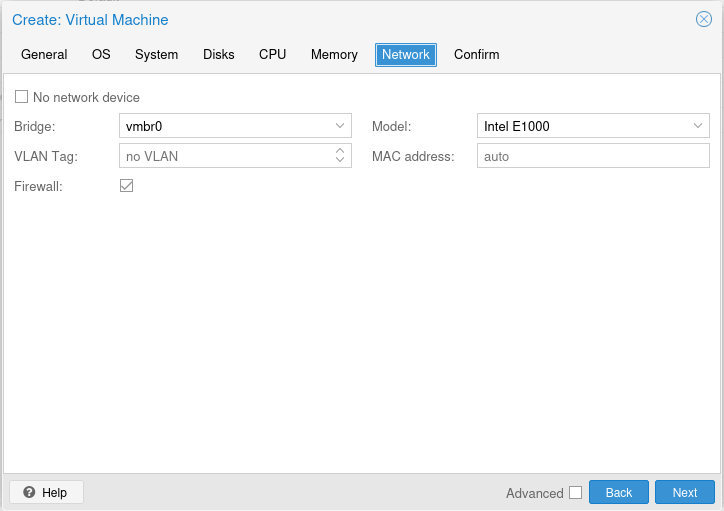 Create: Virtual Machine
General OS System Disks CPU Memory Network Confirm
No network device
Bridge: vmbr0 Model: Intel E1000
VLAN Tag: no VLAN MAC address: auto
Firewall:
Help Advanced Back Next